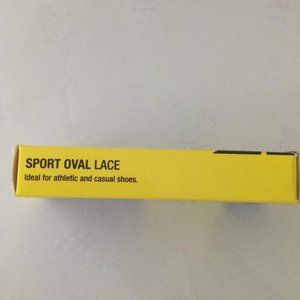 SPORT OVAL LACE
Ideal for athletic and casual shoes.